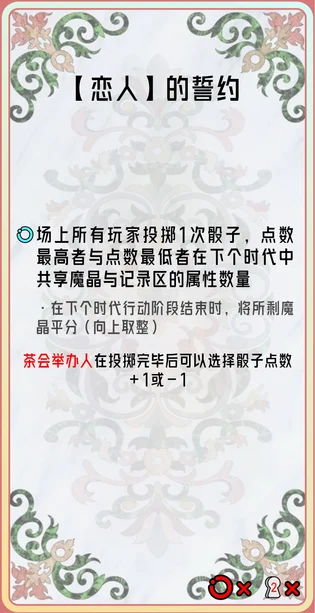 【恋人】的誓约
场上所有玩家投掷1次骰子，点数
最高者与点数最低者在下个时代中
共享魔晶与记录区的属性数量
·在下个时代行动阶段结束时，将所剩魔
晶平分（向上取整）
茶会举办人在投掷完毕后可以选择骰子点数
+1或-1
2